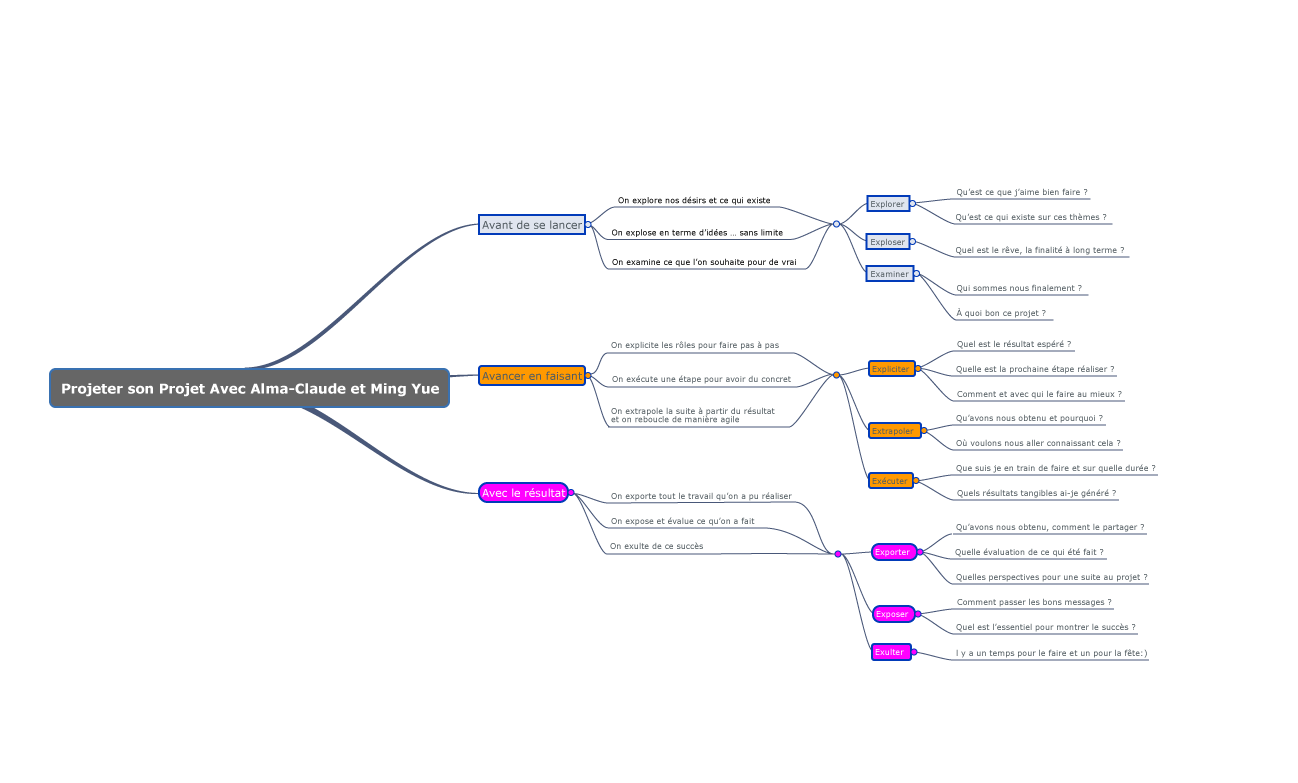 Projeter son Projet Avec Alma-Claude et Ming Yue
Avant de se lancer
On explore nos désirs et ce qui existe
On explose en terme d'idées ... sans limite
On examine ce que l'on souhaite pour de vrai
Explorer
Qu'est ce que j'aime bien faire ?
Qu'est ce qui existe sur ces thèmes ?
Exploser
Quel est le rêve, la finalité à long terme ?
Examiner
Qui sommes nous finalement ?
À quoi bon ce projet ?
Avancer en faisant
On explicite les rôles pour faire pas à pas
On exécute une étape pour avoir du concret
On extrapole la suite à partir du résultat
et on reboucle de manière agile
Expliciter
Quel est le résultat espéré ?
Quelle est la prochaine étape réaliser ?
Comment et avec qui le faire au mieux ?
Extrapoler
Qu'avons nous obtenu et pourquoi ?
Où voulons nous aller connaissant cela ?
Exécuter
Que suis je en train de faire et sur quelle durée ?
Quels résultats tangibles ai-je généré ?
Avec le résultat
On exporte tout le travail qu'on a pu réaliser
On expose et évalue ce qu'on a fait
On exulte de ce succès
Exporter
Qu'avons nous obtenu, comment le partager ?
Quelle évaluation de ce qui été fait ?
Quelles perspectives pour une suite au projet ?
Exposer
Comment passer les bons messages ?
Quel est l'essentiel pour montrer le succès ?
Exulter
I y a un temps pour le faire et un pour la fête:)